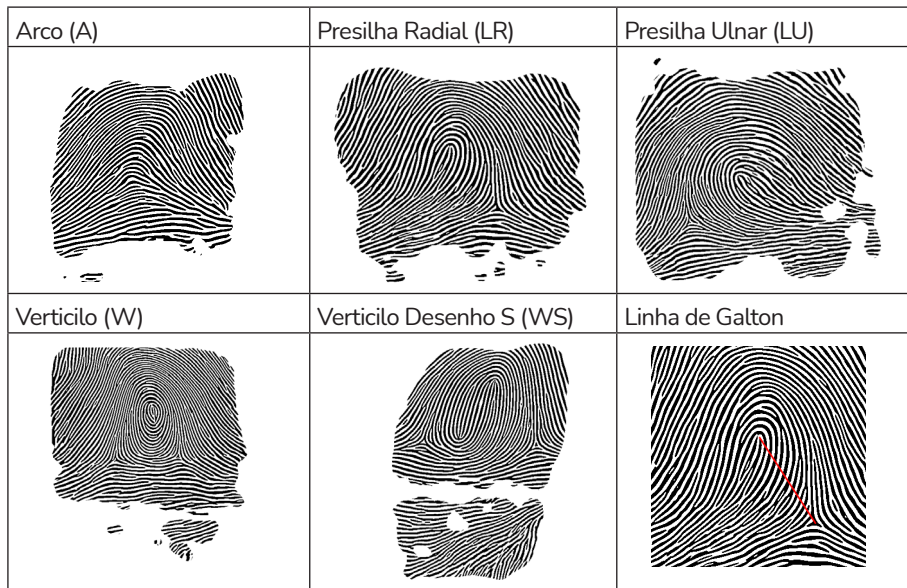 Arco (A)
Presilha Radial (LR)
Presilha Ulnar (LU)
Verticilo (W)
Verticilo Desenho S (WS)
Linha de Galton